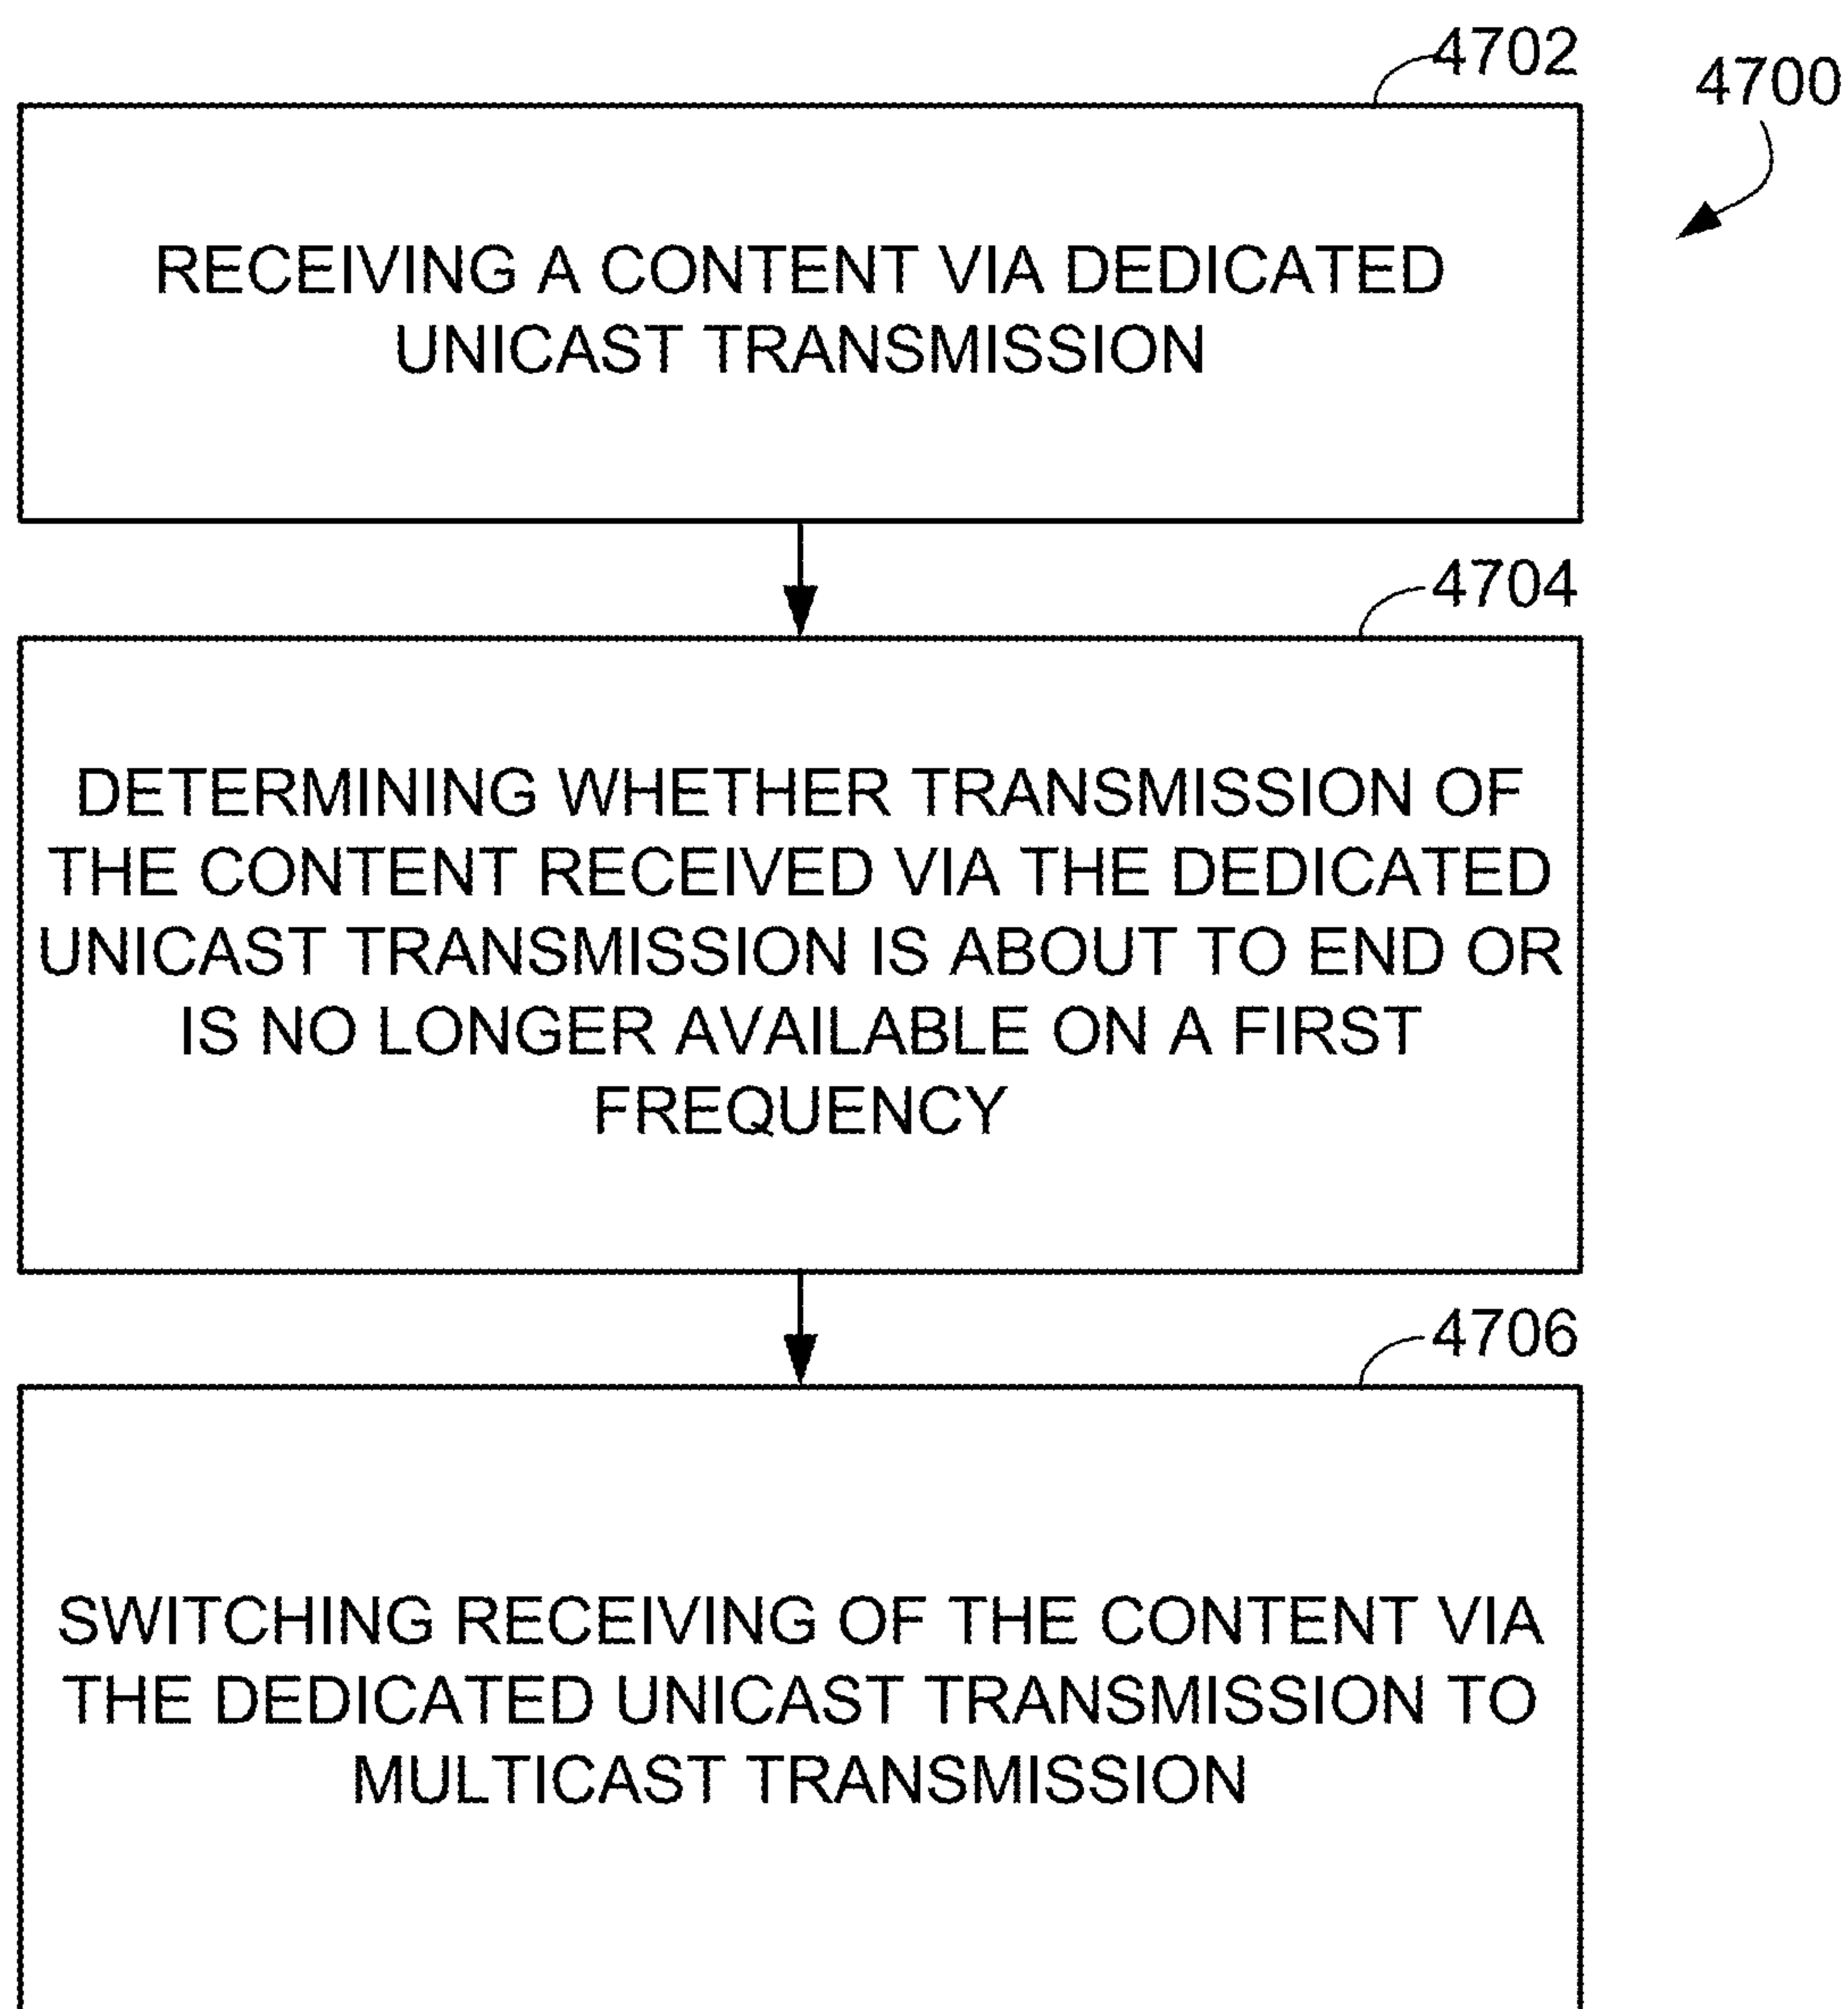 4702
4700
RECEIVING A CONTENT VIA DEDICATED
UNICAST TRANSMISSION
4704
DETERMINING WHETHER TRANSMISSION OF
THE CONTENT RECEIVED VIA THE DEDICATED
UNICAST TRANSMISSION IS ABOUT TO END OR
IS NO LONGER AVAILABLE ON A FIRST
FREQUENCY
4706
SWITCHING RECEIVING OF THE CONTENT VIA
THE DEDICATED UNICAST TRANSMISSION TO
MULTICAST TRANSMISSION